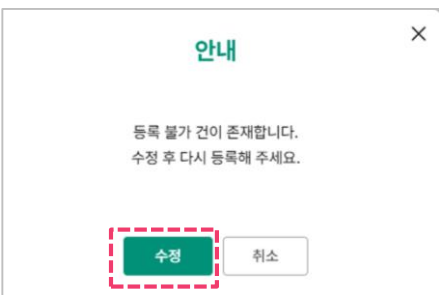 안내
등록 불가 건이 존재합니다.
수정 후 다시 등록해 주세요.
수정 취소